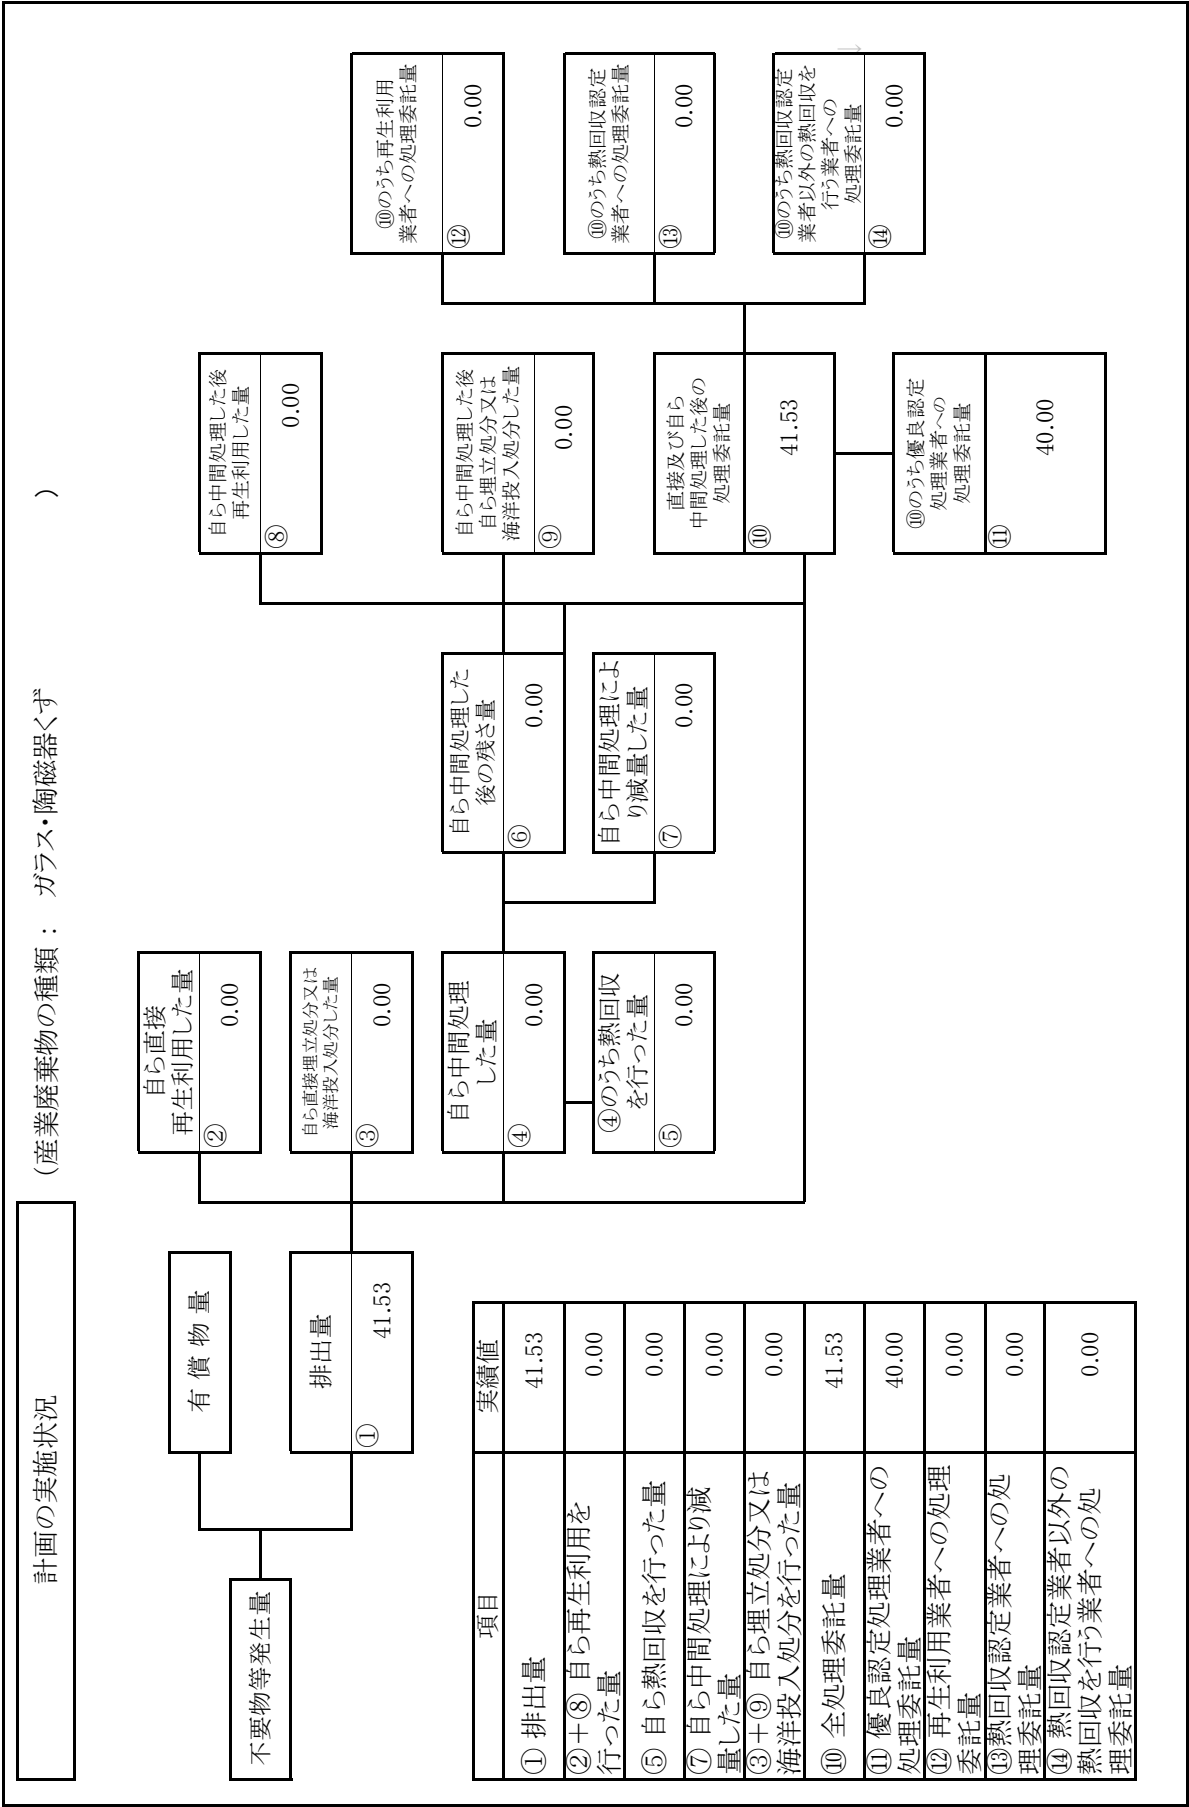 計画の実施状況
(産業廃棄物の種類： ガラス・陶磁器くず )
不要物等発生量
有償物量
排出量
① 41.53
自ら直接
再生利用した量
② 0.00
自ら直接埋立処分又は
海洋投入処分した量
③ 0.00
自ら中間処理
した量
④ 0.00
④のうち熱回収
を行った量
⑤ 0.00
自ら中間処理した
後の残さ量
⑥ 0.00
自ら中間処理によ
り減量した量
⑦ 0.00
自ら中間処理した後
再生利用した量
⑧ 0.00
自ら中間処理した後
自ら埋立処分又は
海洋投入処分した量
⑨ 0.00
直接及び自ら
中間処理した後の
処理委託量
⑩ 41.53
⑩のうち優良認定
処理業者への
処理委託量
⑪ 40.00
⑩のうち再生利用
業者への処理委託量
⑫ 0.00
⑩のうち熱回収認定
業者への処理委託量
⑬ 0.00
⑩のうち熱回収認定
業者以外の熱回収を
行う業者への
処理委託量
⑭ 0.00
↓
項目 実績値
① 排出量 41.53
②＋⑧ 自ら再生利用を
行った量 0.00
⑤ 自ら熱回収を行った量 0.00
⑦ 自ら中間処理により減
量した量 0.00
③＋⑨ 自ら埋立処分又は
海洋投入処分を行った量 0.00
⑩ 全処理委託量 41.53
⑪ 優良認定処理業者への
処理委託量 40.00
⑫ 再生利用業者への処理
委託量 0.00
⑬熱回収認定業者への処
理委託量 0.00
⑭ 熱回収認定業者以外の
熱回収を行う業者への処
理委託量 0.00